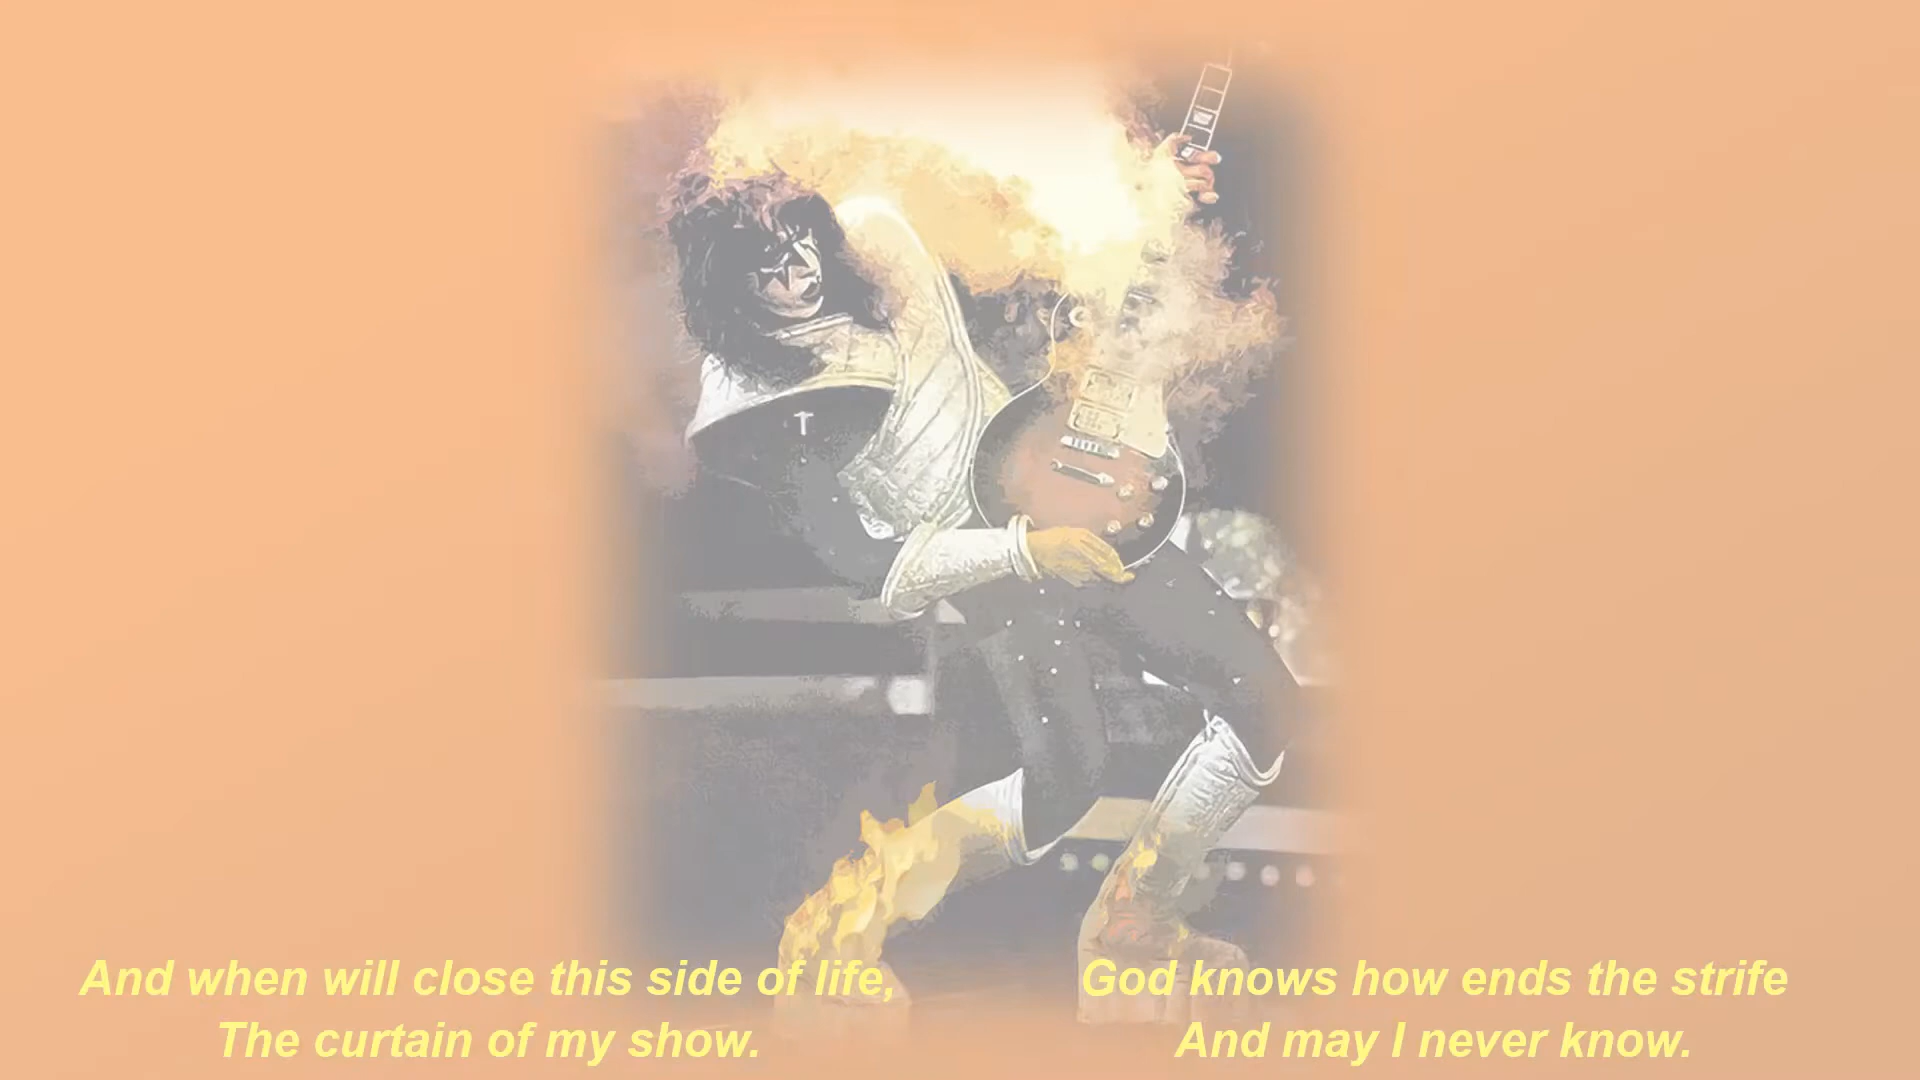 And when will close this side of life,
The curtain of my show.
God knows how ends the strife
And may I never know.